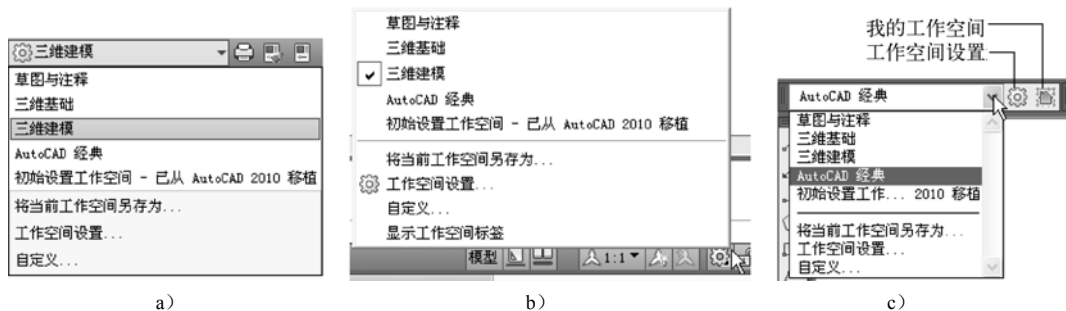 三维建模
草图与注释
三维基础
三维建模
AutoCAD 经典
初始设置工作空间 - 已从 AutoCAD 2010 移植
将当前工作空间另存为...
工作空间设置...
自定义...
a）
草图与注释
三维基础
三维建模
AutoCAD 经典
初始设置工作空间 - 已从 AutoCAD 2010 移植
将当前工作空间另存为...
工作空间设置...
自定义...
显示工作空间标签
模型
1:1
b）
我的工作空间
工作空间设置
AutoCAD 经典
草图与注释
三维基础
三维建模
AutoCAD 经典
初始设置工作... 2010 移植
将当前工作空间另存为...
工作空间设置...
自定义...
c）